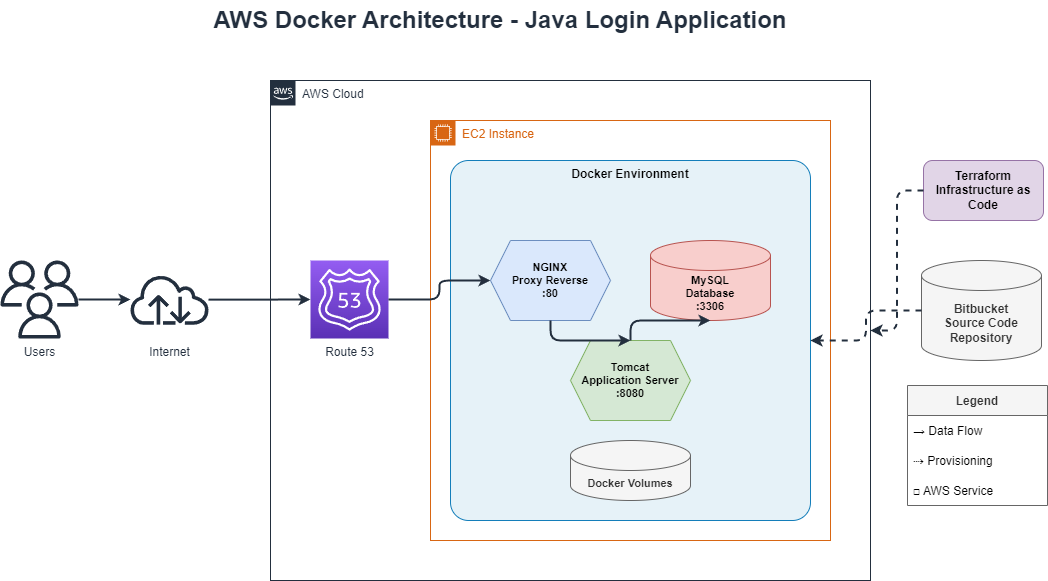 AWS Docker Architecture - Java Login Application
aws
AWS Cloud
EC2 Instance
Docker Environment
Terraform
Infrastructure as
Code
NGINX
Proxy Reverse
:80
MySQL
Database
:3306
53
Bitbucket
Source Code
Repository
Users
Internet
Route 53
Tomcat
Application Server
:8080
Docker Volumes
Legend
→ Data Flow
⇢ Provisioning
□ AWS Service